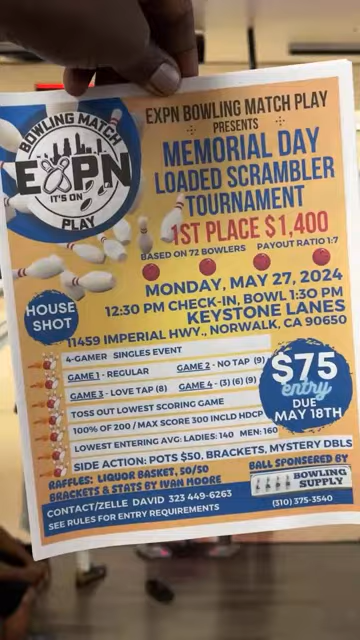 BOWLING MATCH
EXPN
IT'S ON
PLAY
EXPN BOWLING MATCH PLAY
PRESENTS
MEMORIAL DAY
LOADED SCRAMBLER
TOURNAMENT
1ST PLACE $1,400
BASED ON 72 BOWLERS PAYOUT RATIO 1:7
MONDAY, MAY 27, 2024
12:30 PM CHECK-IN, BOWL 1:30 PM
KEYSTONE LANES
11459 IMPERIAL HWY., NORWALK, CA 90650
HOUSE
SHOT
4-GAMER SINGLES EVENT
GAME 1 - REGULAR GAME 2 - NO TAP (9)
GAME 3 - LOVE TAP (8) GAME 4 - (3) (6) (9)
TOSS OUT LOWEST SCORING GAME
100% OF 200 / MAX SCORE 300 INCLD HDCP
LOWEST ENTERING AVG: LADIES: 140 MEN: 160
$75
entry
DUE
MAY 18TH
SIDE ACTION: POTS $50, BRACKETS, MYSTERY DBLS
RAFFLES: LIQUOR BASKET, 50/50
BRACKETS & STATS BY IVAN MOORE
BALL SPONSERED BY
BOWLING
SUPPLY
(310) 375-3540
CONTACT/ZELLE DAVID 323 449-6263
SEE RULES FOR ENTRY REQUIREMENTS